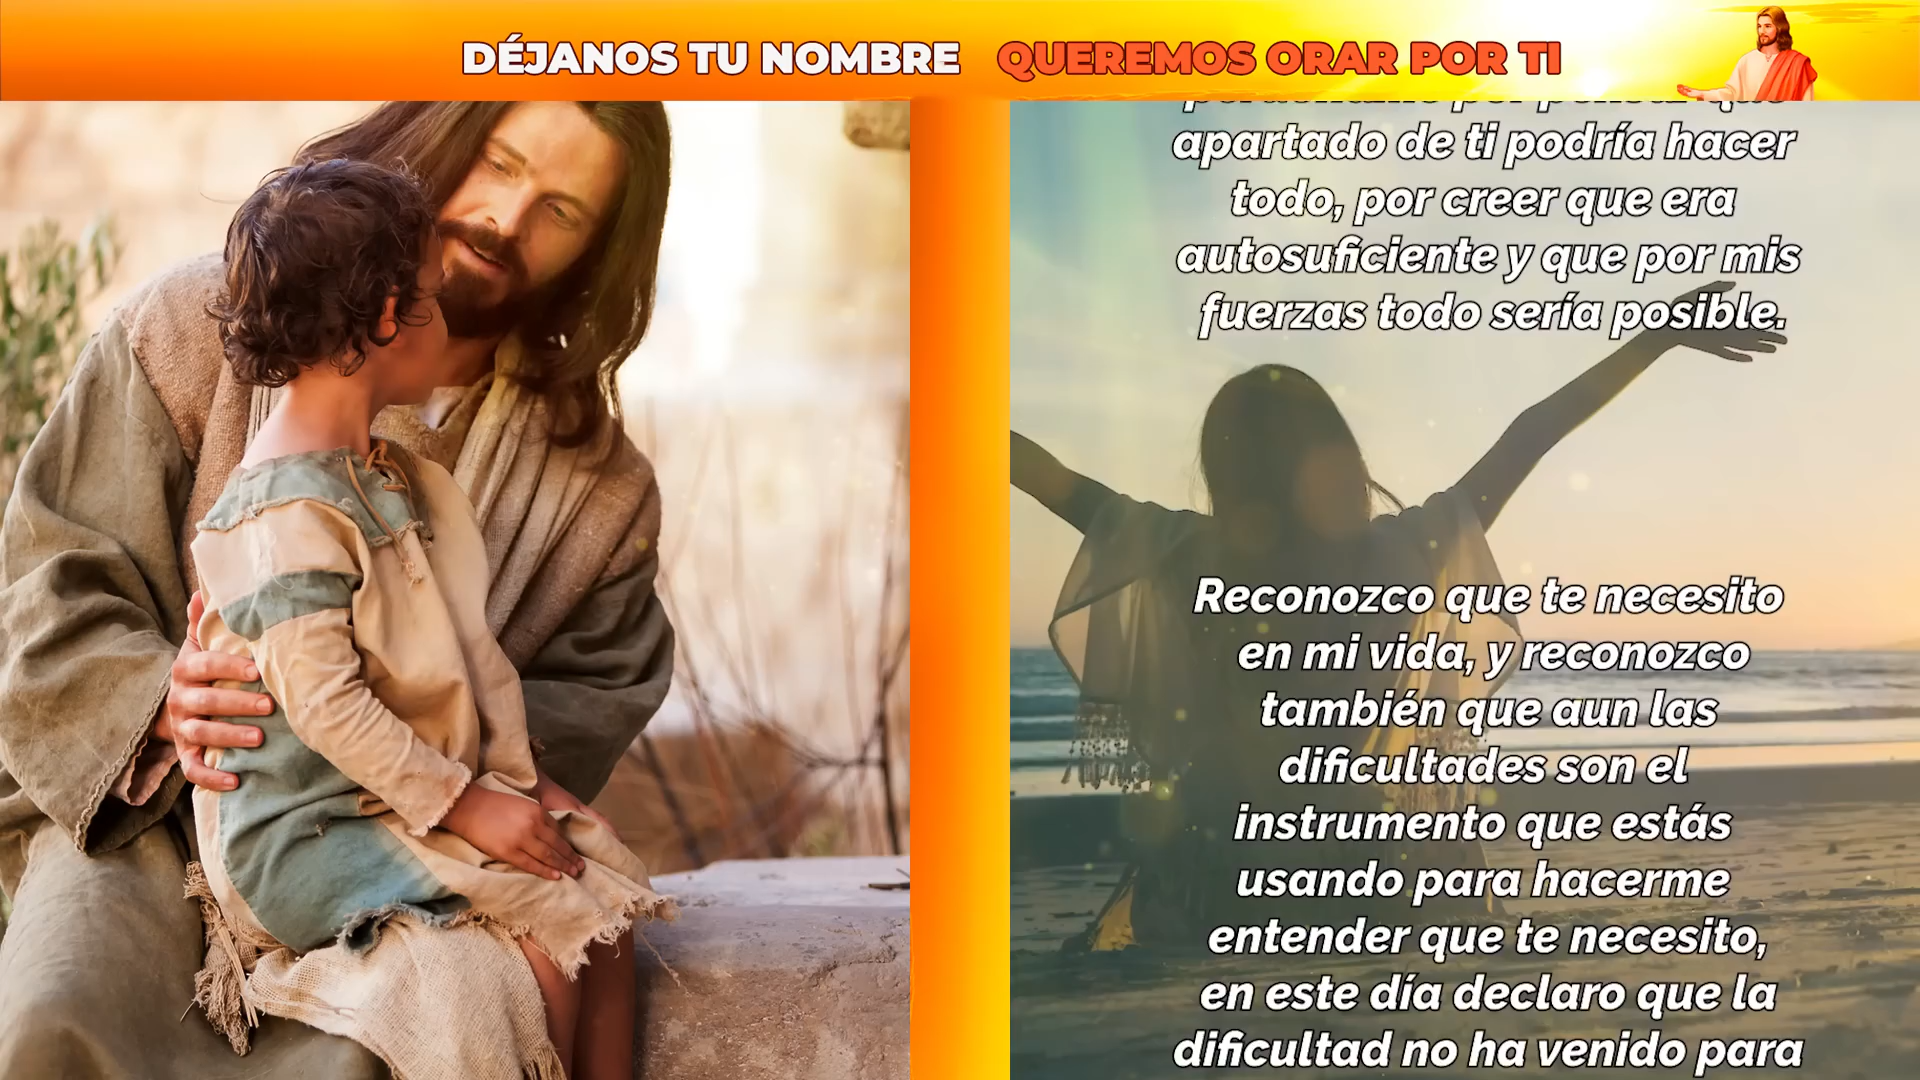 DÉJANOS TU NOMBRE QUEREMOS ORAR POR TI
apartado de ti podría hacer
todo, por creer que era
autosuficiente y que por mis
fuerzas todo sería posible.
Reconozco que te necesito
en mi vida, y reconozco
también que aun las
dificultades son el
instrumento que estás
usando para hacerme
entender que te necesito,
en este día declaro que la
dificultad no ha venido para